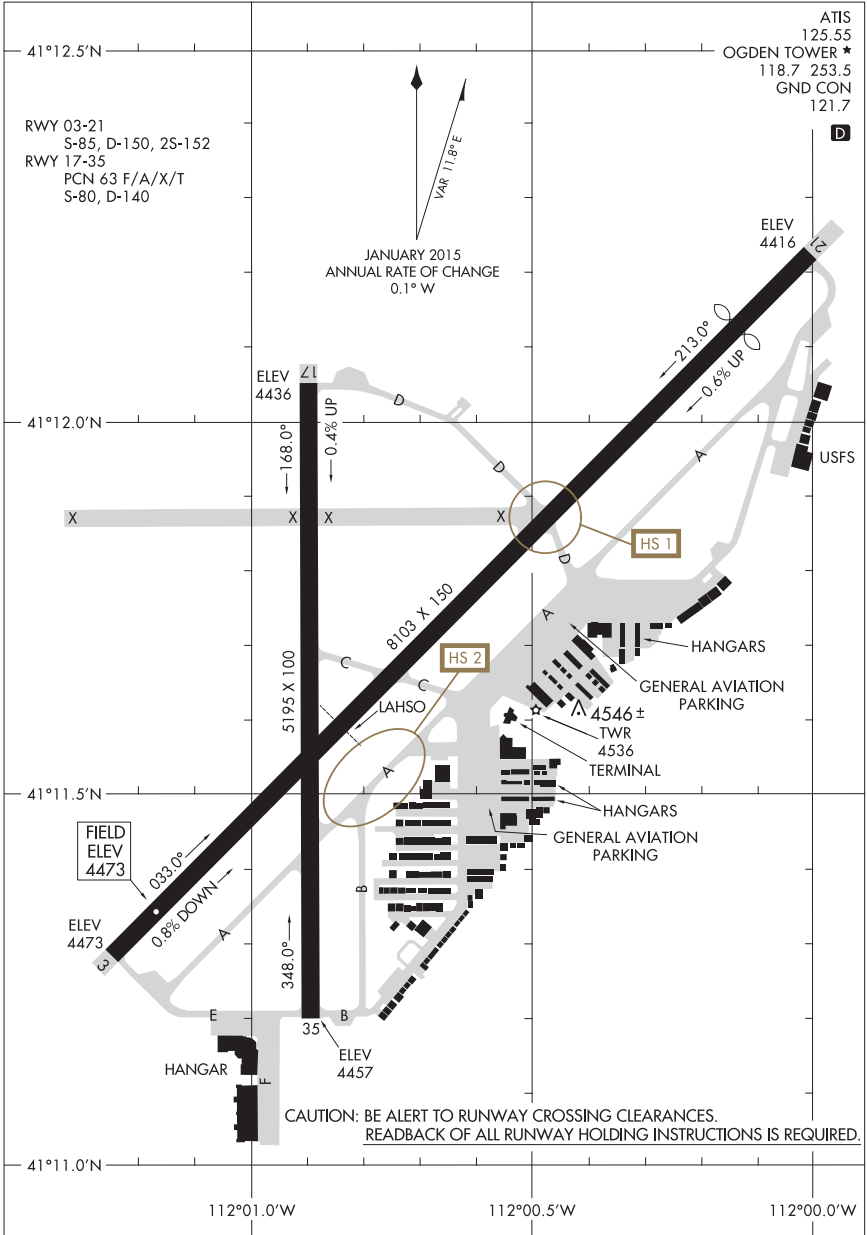 ATIS
125.55
OGDEN TOWER ★
118.7 253.5
GND CON
121.7
D
41°12.5'N
RWY 03-21
S-85, D-150, 2S-152
RWY 17-35
PCN 63 F/A/X/T
S-80, D-140
VAR 11.8° E
JANUARY 2015
ANNUAL RATE OF CHANGE
0.1° W
ELEV
4416
21
213.0°
0.6% UP
ELEV
4436
17
D
A
41°12.0'N
168.0°
0.4% UP
USFS
D
X
X
X
X
HS 1
D
8103 X 150
A
HANGARS
HS 2
C
C
GENERAL AVIATION
PARKING
5195 X 100
LAHSO
4546 ±
TWR
4536
TERMINAL
A
41°11.5'N
HANGARS
FIELD
ELEV
4473
033.0°
GENERAL AVIATION
PARKING
B
0.8% DOWN
ELEV
4473
A
3
348.0°
E
B
35
ELEV
4457
HANGAR
F
CAUTION: BE ALERT TO RUNWAY CROSSING CLEARANCES.
READBACK OF ALL RUNWAY HOLDING INSTRUCTIONS IS REQUIRED.
41°11.0'N
112°01.0'W
112°00.5'W
112°00.0'W